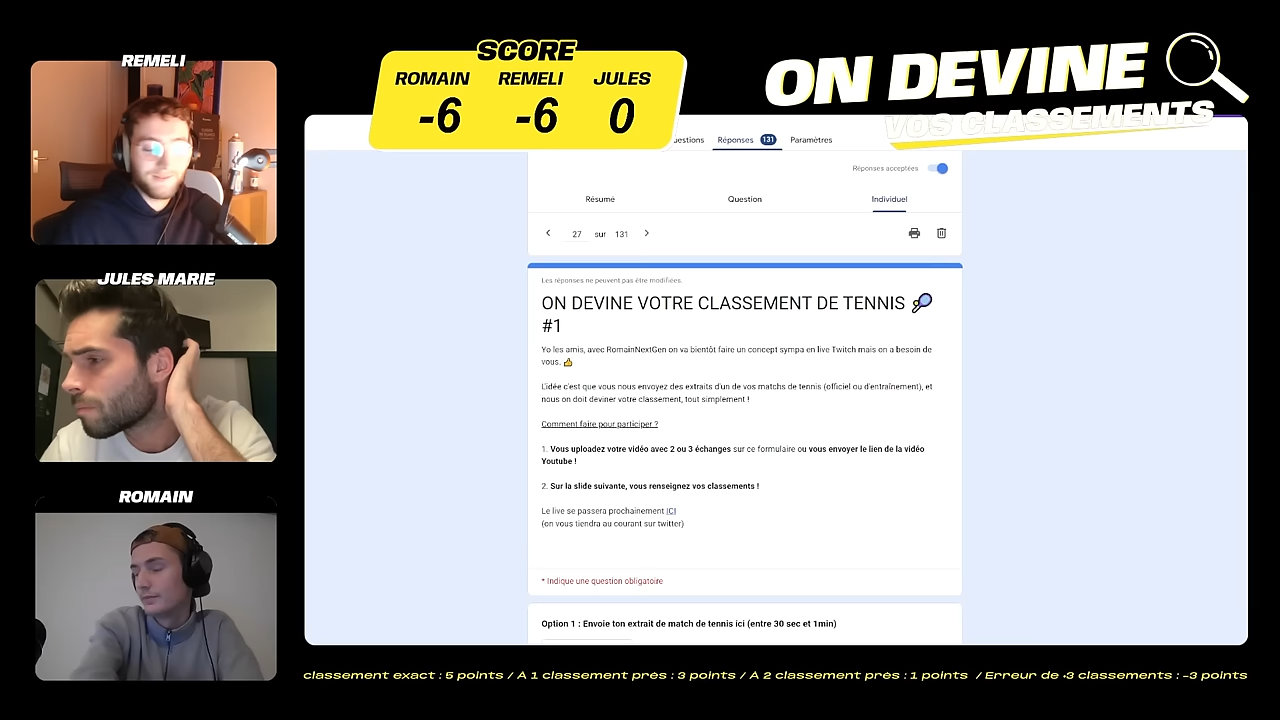 REMELI
JULES MARIE
ROMAIN
SCORE
ROMAIN REMELI JULES
-6 -6 0
ON DEVINE
VOS CLASSEMENTS
Réponses 131 Paramètres
Réponses acceptées
Résumé Question Individuel
27 sur 131
Les réponses ne peuvent pas être modifiées.
ON DEVINE VOTRE CLASSEMENT DE TENNIS 🎾
#1
Yo les amis, avec RomainNextGen on va bientôt faire un concept sympa en live Twitch mais on a besoin de
vous. 👍
L'idée c'est que vous nous envoyez des extraits d'un de vos matchs de tennis (officiel ou d'entraînement), et
nous on doit deviner votre classement, tout simplement !
Comment faire pour participer ?
1. Vous uploadez votre vidéo avec 2 ou 3 échanges sur ce formulaire ou vous envoyer le lien de la vidéo
Youtube !
2. Sur la slide suivante, vous renseignez vos classements !
Le live se passera prochainement ICI
(on vous tiendra au courant sur twitter)
* Indique une question obligatoire
Option 1 : Envoie ton extrait de match de tennis ici (entre 30 sec et 1min)
classement exact : 5 points / À 1 classement près : 3 points / À 2 classement près : 1 points / Erreur de +3 classements : -3 points